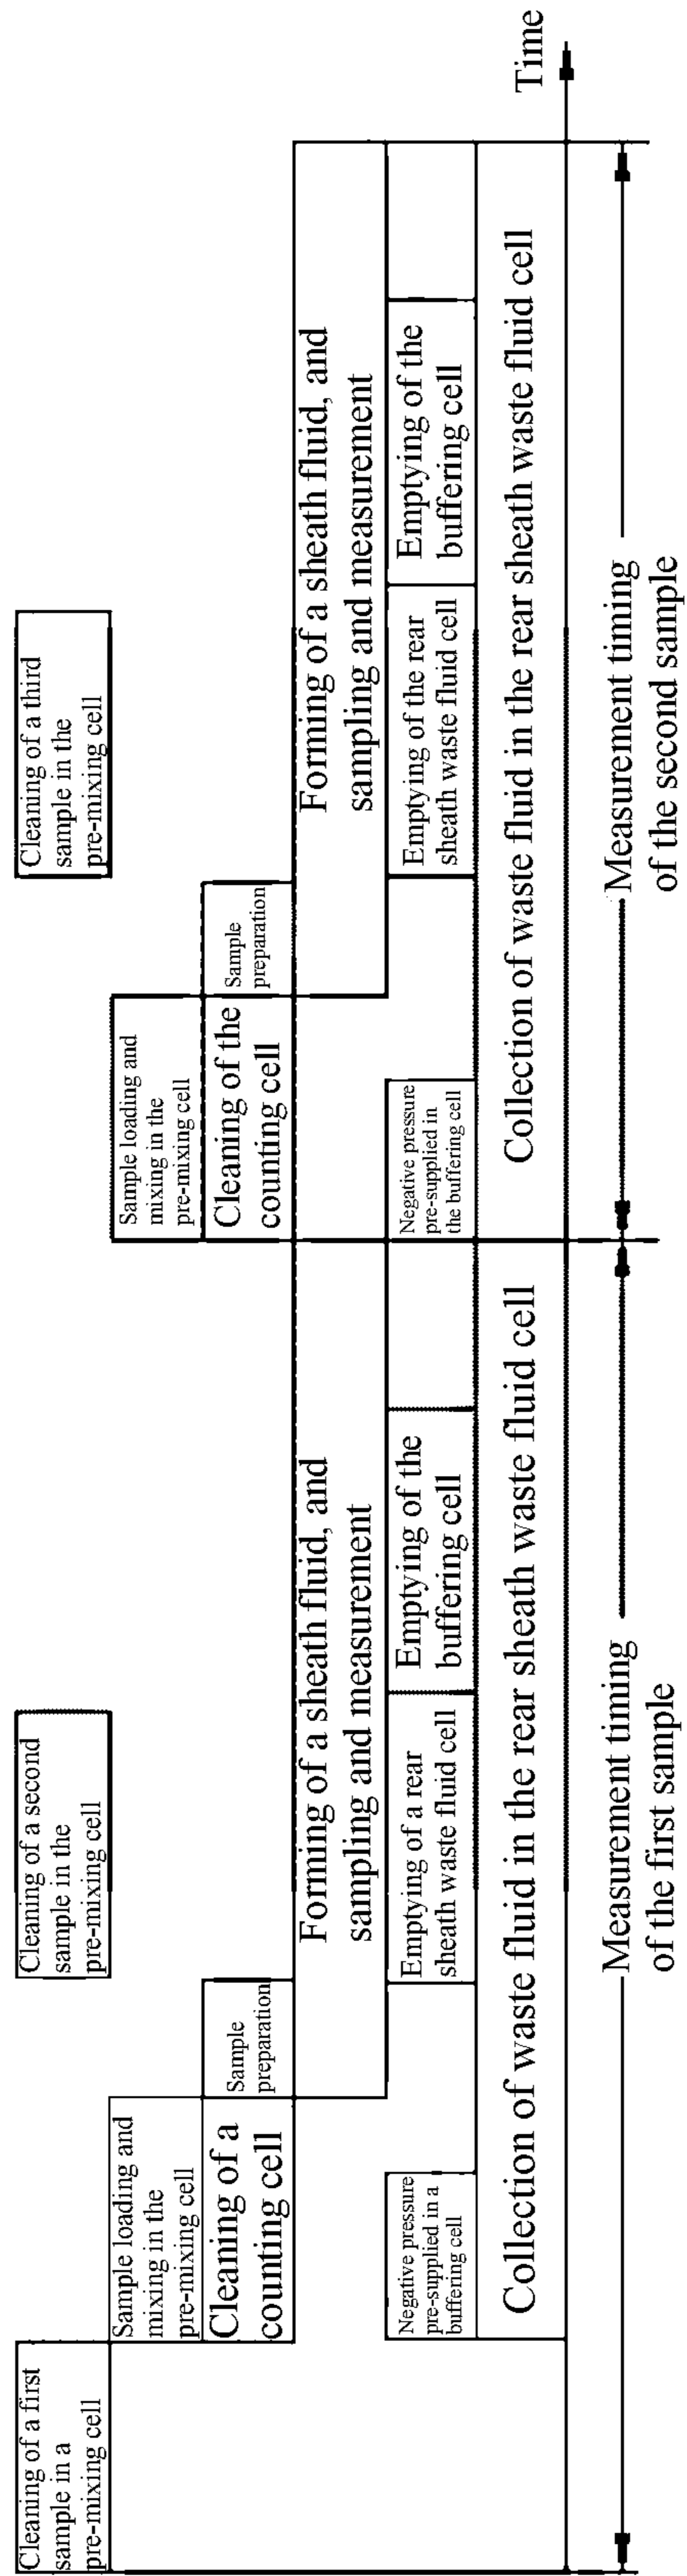 Cleaning of a first
sample in a
pre-mixing cell
Cleaning of a second
sample in the
pre-mixing cell
Cleaning of a third
sample in the
pre-mixing cell
Sample loading and
mixing in the
pre-mixing cell
Sample loading and
mixing in the
pre-mixing cell
Cleaning of a
counting cell
Sample
preparation
Cleaning of the
counting cell
Sample
preparation
Forming of a sheath fluid, and
sampling and measurement
Forming of a sheath fluid, and
sampling and measurement
Negative pressure
pre-supplied in a
buffering cell
Emptying of a rear
sheath waste fluid cell
Emptying of the
buffering cell
Negative pressure
pre-supplied in
the buffering cell
Emptying of the rear
sheath waste fluid cell
Emptying of the
buffering cell
Collection of waste fluid in the rear sheath waste fluid cell
Collection of waste fluid in the rear sheath waste fluid cell
Time
Measurement timing
of the first sample
Measurement timing
of the second sample